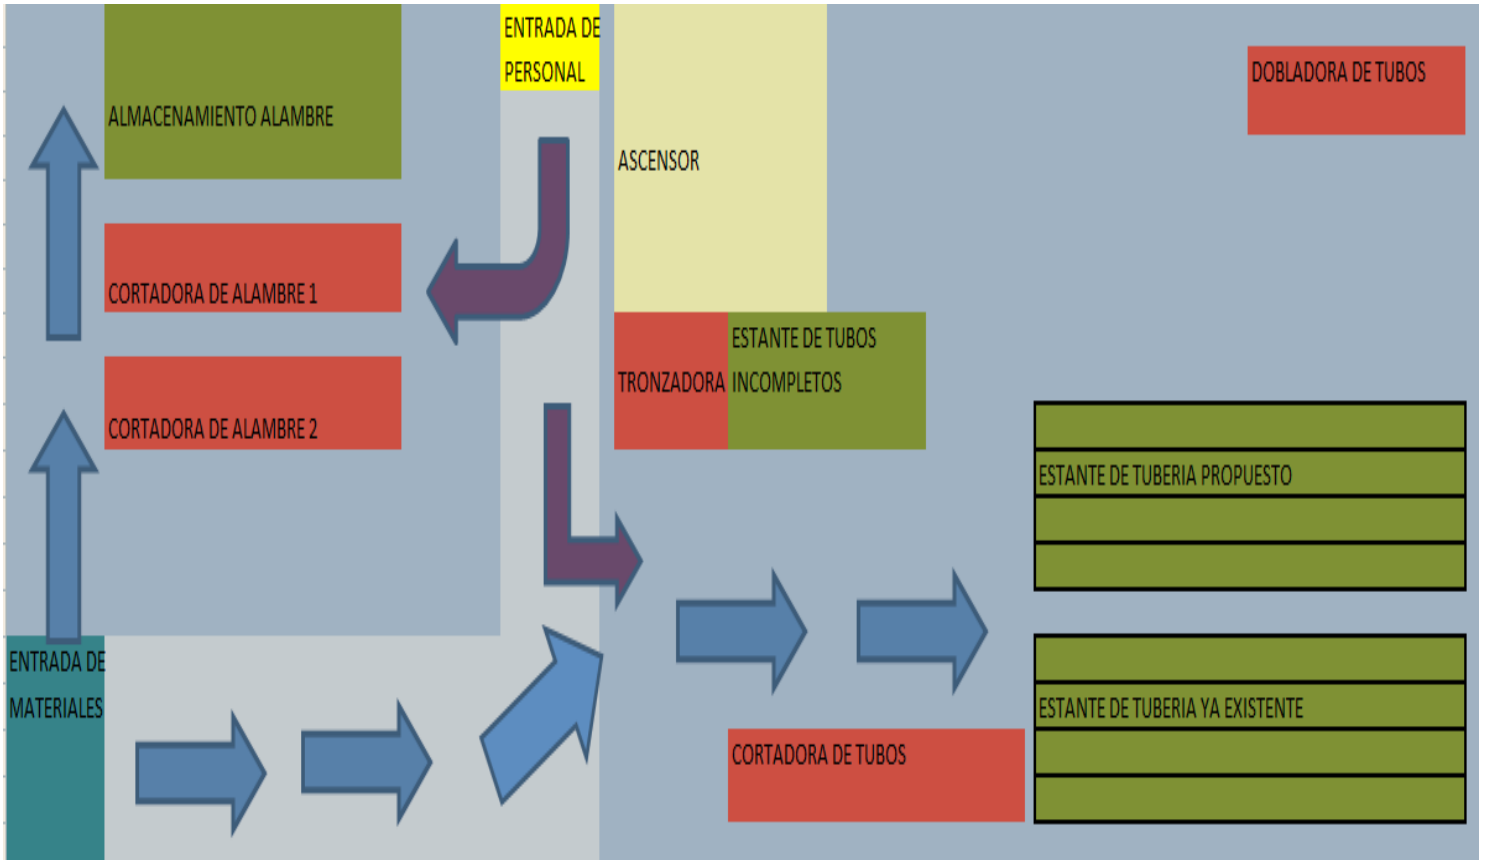 ENTRADA DE
PERSONAL
ALMACENAMIENTO ALAMBRE
ASCENSOR
DOBLADORA DE TUBOS
CORTADORA DE ALAMBRE 1
CORTADORA DE ALAMBRE 2
TRONZADORA
ESTANTE DE TUBOS
INCOMPLETOS
ESTANTE DE TUBERIA PROPUESTO
ENTRADA DE
MATERIALES
ESTANTE DE TUBERIA YA EXISTENTE
CORTADORA DE TUBOS